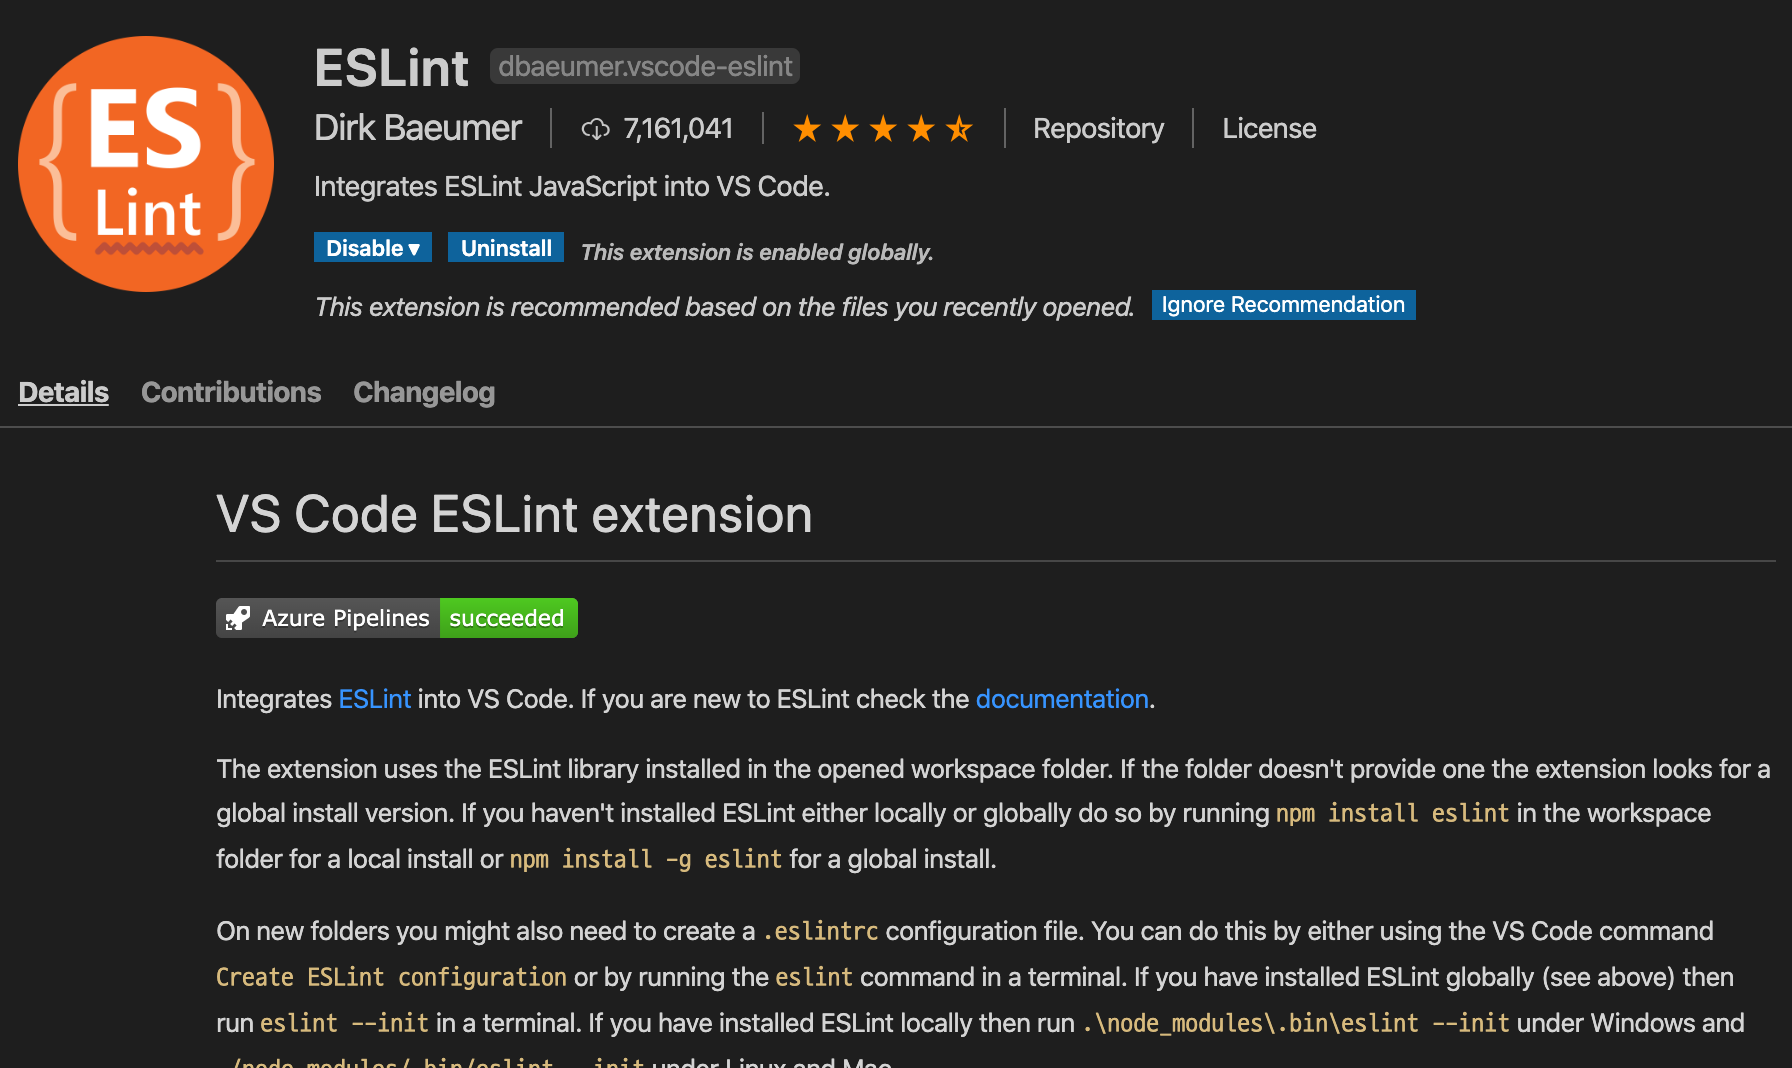 {ES}
Lint
ESLint dbaeumer.vscode-eslint
Dirk Baeumer 7,161,041 Repository License
Integrates ESLint JavaScript into VS Code.
Disable ▾ Uninstall This extension is enabled globally.
This extension is recommended based on the files you recently opened. Ignore Recommendation
Details Contributions Changelog
VS Code ESLint extension
Azure Pipelines succeeded
Integrates ESLint into VS Code. If you are new to ESLint check the documentation.
The extension uses the ESLint library installed in the opened workspace folder. If the folder doesn't provide one the extension looks for a
global install version. If you haven't installed ESLint either locally or globally do so by running npm install eslint in the workspace
folder for a local install or npm install -g eslint for a global install.
On new folders you might also need to create a .eslintrc configuration file. You can do this by either using the VS Code command
Create ESLint configuration or by running the eslint command in a terminal. If you have installed ESLint globally (see above) then
run eslint --init in a terminal. If you have installed ESLint locally then run .\node_modules\.bin\eslint --init under Windows and
./node_modules/.bin/eslint --init under Linux and Mac.